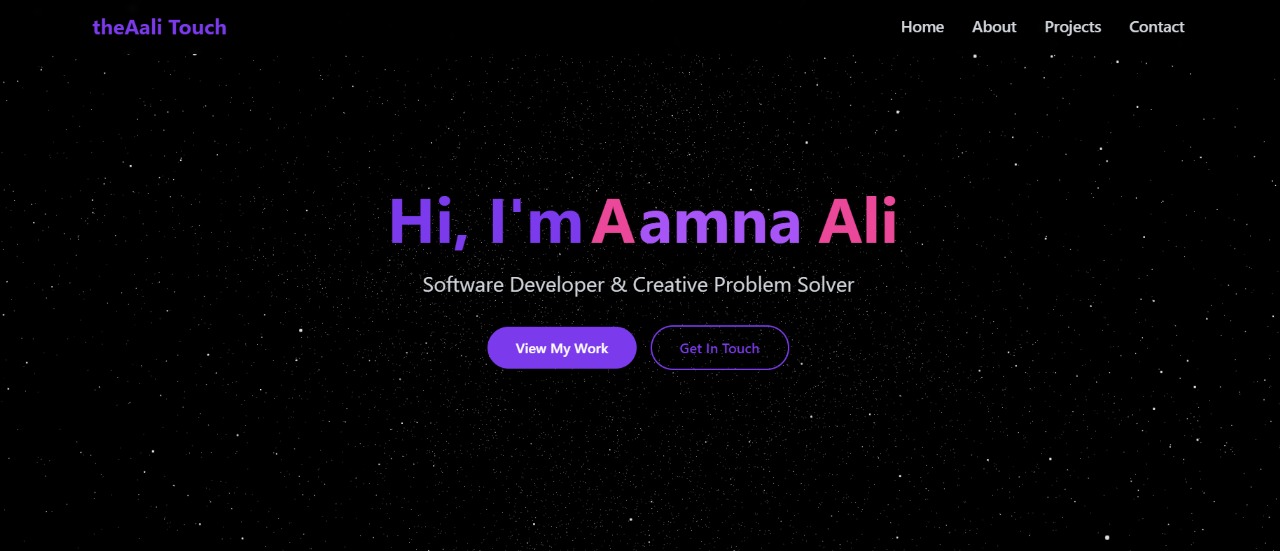 theAali Touch
Home About Projects Contact
Hi, I'm Aamna Ali
Software Developer & Creative Problem Solver
View My Work Get In Touch